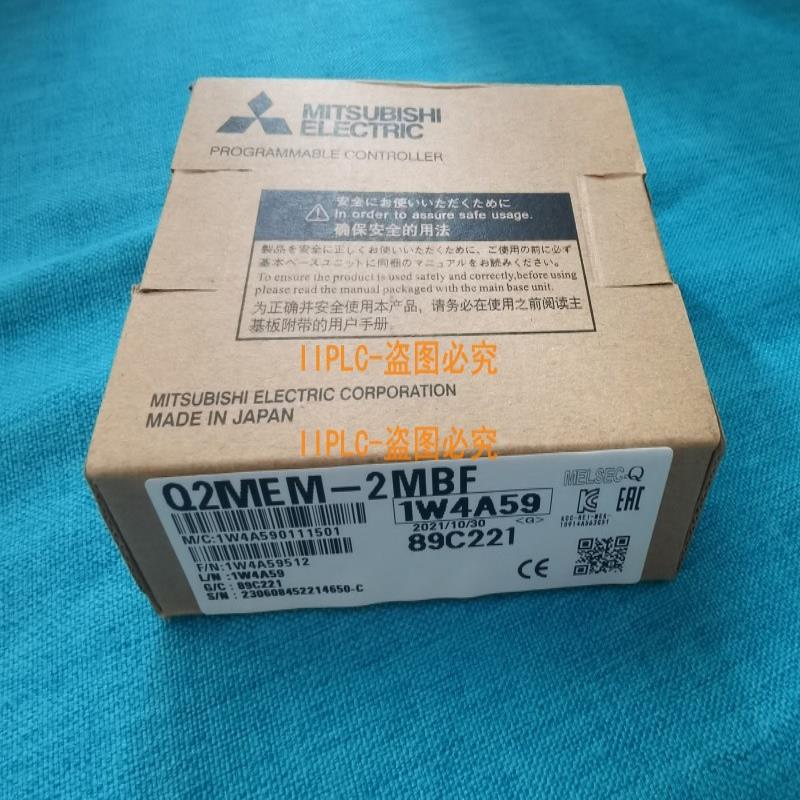 MITSUBISHI
ELECTRIC
PROGRAMMABLE CONTROLLER
安全にお使いいただくために
In order to assure safe usage.
确保安全的用法
製品を安全に正しくお使いいただくために、ご使用の前に必ず
基本ベースユニットに同梱のマニュアルをお読みください。
To ensure the product is used safely and correctly,before using
please read the manual packaged with the main base unit.
为正确并安全使用本产品，请务必在使用之前阅读主
基板附带的用户手册.
IIPLC-盗图必究
MITSUBISHI ELECTRIC CORPORATION
MADE IN JAPAN
IIPLC-盗图必究
Q2MEM-2MBF
MELSEC-Q
1W4A59
M/C:1W4A590111501
2021/10/30
<G>
F/N:1W4A59512
89C221
L/N :1W4A59
G/C: 89C221
S/N : 230608452214650-C